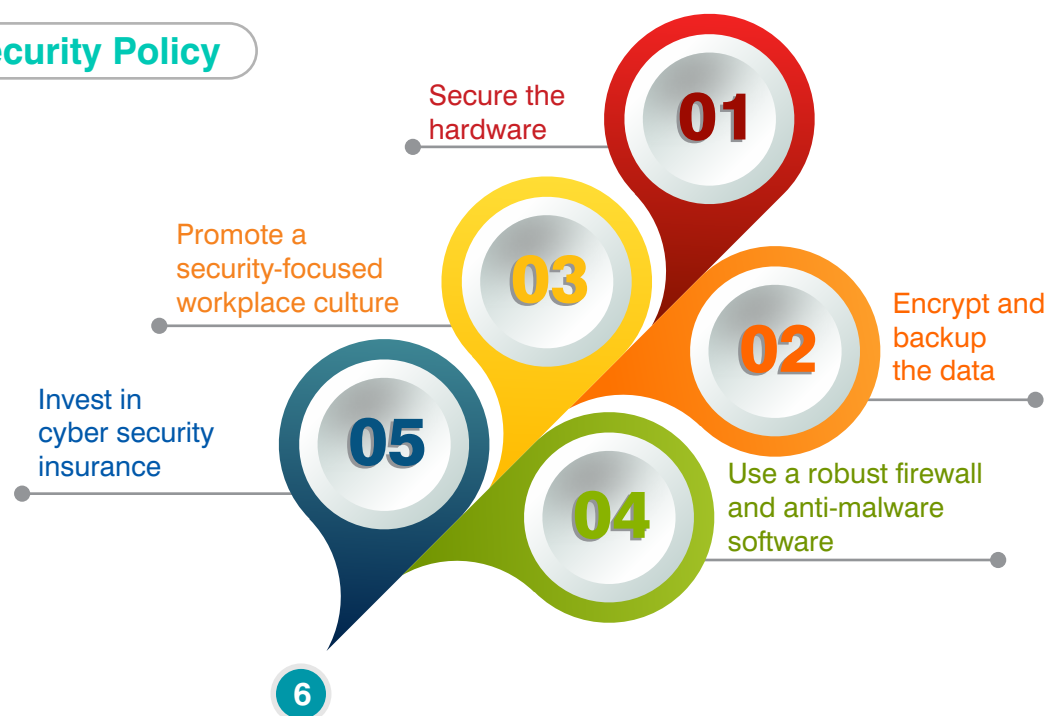 Policy
Secure the
hardware
01
Promote a
security-focused
workplace culture
03
02
Encrypt and
backup
the data
Invest in
cyber security
insurance
05
04
Use a robust firewall
and anti-malware
software
6